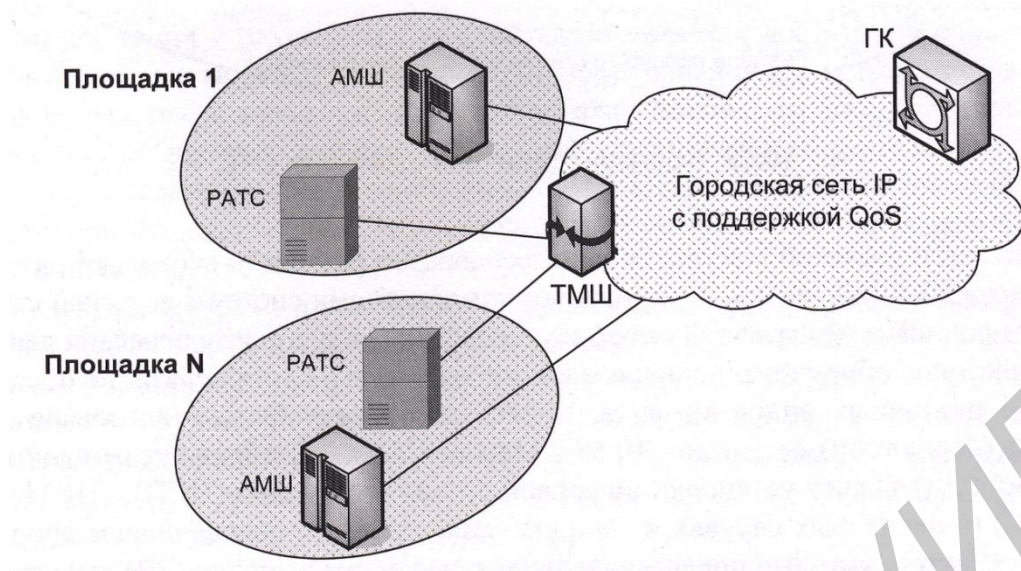 ГК
Площадка 1
АМШ
РАТС
Городская сеть IP
с поддержкой QoS
ТМШ
Площадка N
РАТС
АМШ